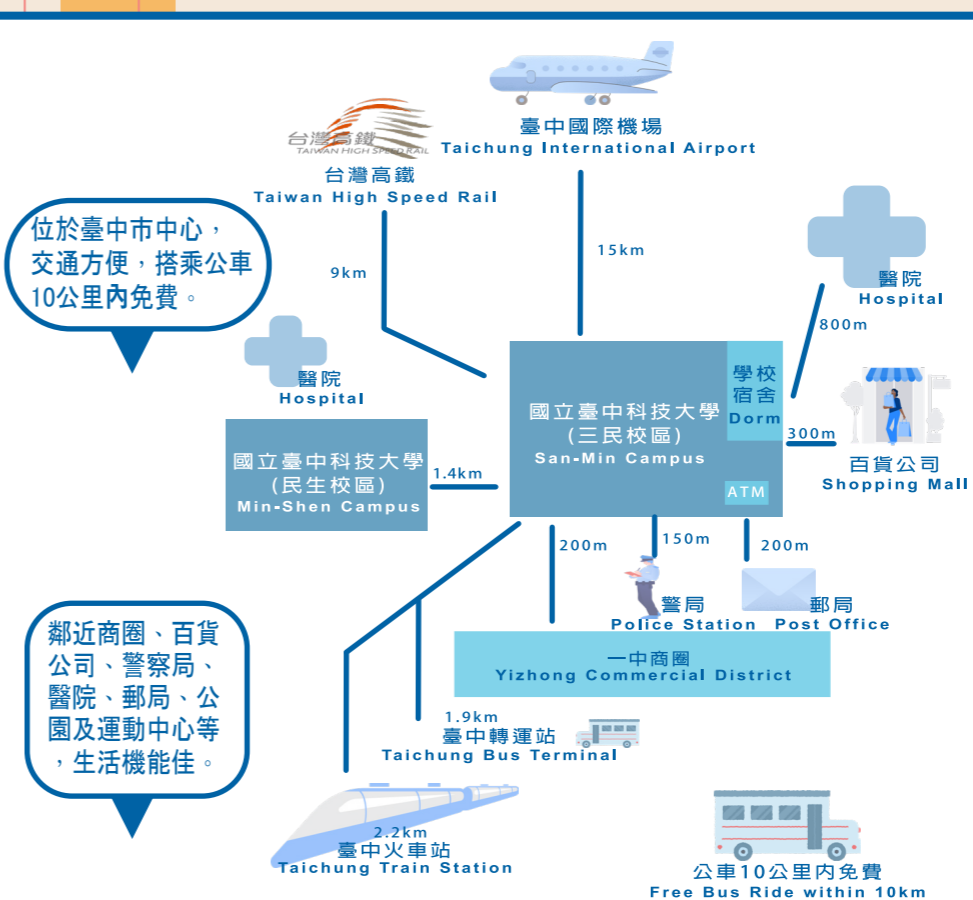 臺中國際機場
Taichung International Airport
台灣高鐵
TAIWAN HIGH SPEED RAIL
台灣高鐵
Taiwan High Speed Rail
位於臺中市中心，
交通方便，搭乘公車
10公里內免費。
9km
15km
醫院
Hospital
800m
醫院
Hospital
學校
宿舍
Dorm
國立臺中科技大學
(三民校區)
San-Min Campus
ATM
300m
百貨公司
Shopping Mall
國立臺中科技大學
(民生校區)
Min-Shen Campus
1.4km
200m
150m
200m
警局
Police Station
郵局
Post Office
一中商圈
Yizhong Commercial District
鄰近商圈、百貨
公司、警察局、
醫院、郵局、公
園及運動中心等
，生活機能佳。
1.9km
臺中轉運站
Taichung Bus Terminal
2.2km
臺中火車站
Taichung Train Station
公車10公里內免費
Free Bus Ride within 10km